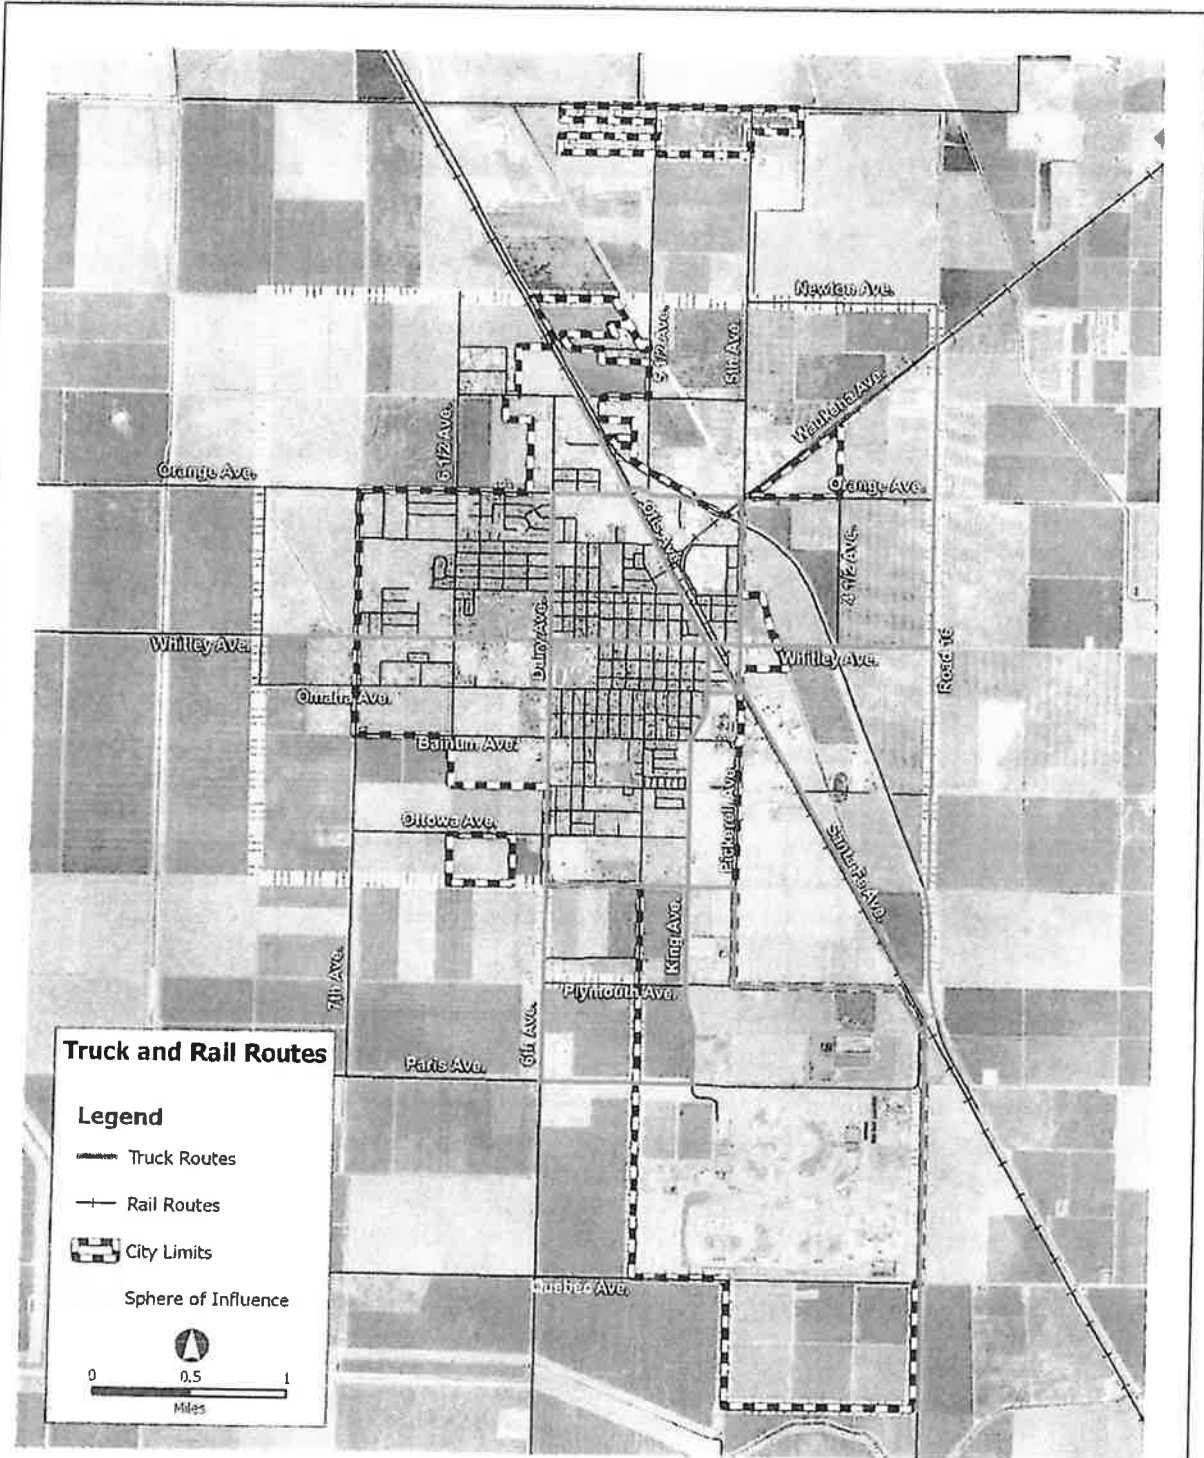 Newton Ave.
5 1/2 Ave.
5th Ave.
Waukena Ave.
6 1/2 Ave.
Orange Ave.
Orange Ave.
Otis Ave.
4 1/2 Ave.
Dairy Ave.
Whitley Ave.
Whitley Ave.
Road 16
Omaha Ave.
Bainum Ave.
Ottowa Ave.
Pickerell Ave.
Santa Fe Ave.
King Ave.
7th Ave.
Plymouth Ave.
6th Ave.
Paris Ave.
Quebec Ave.
Truck and Rail Routes
Legend
Truck Routes
Rail Routes
City Limits
Sphere of Influence
0 0.5 1
Miles